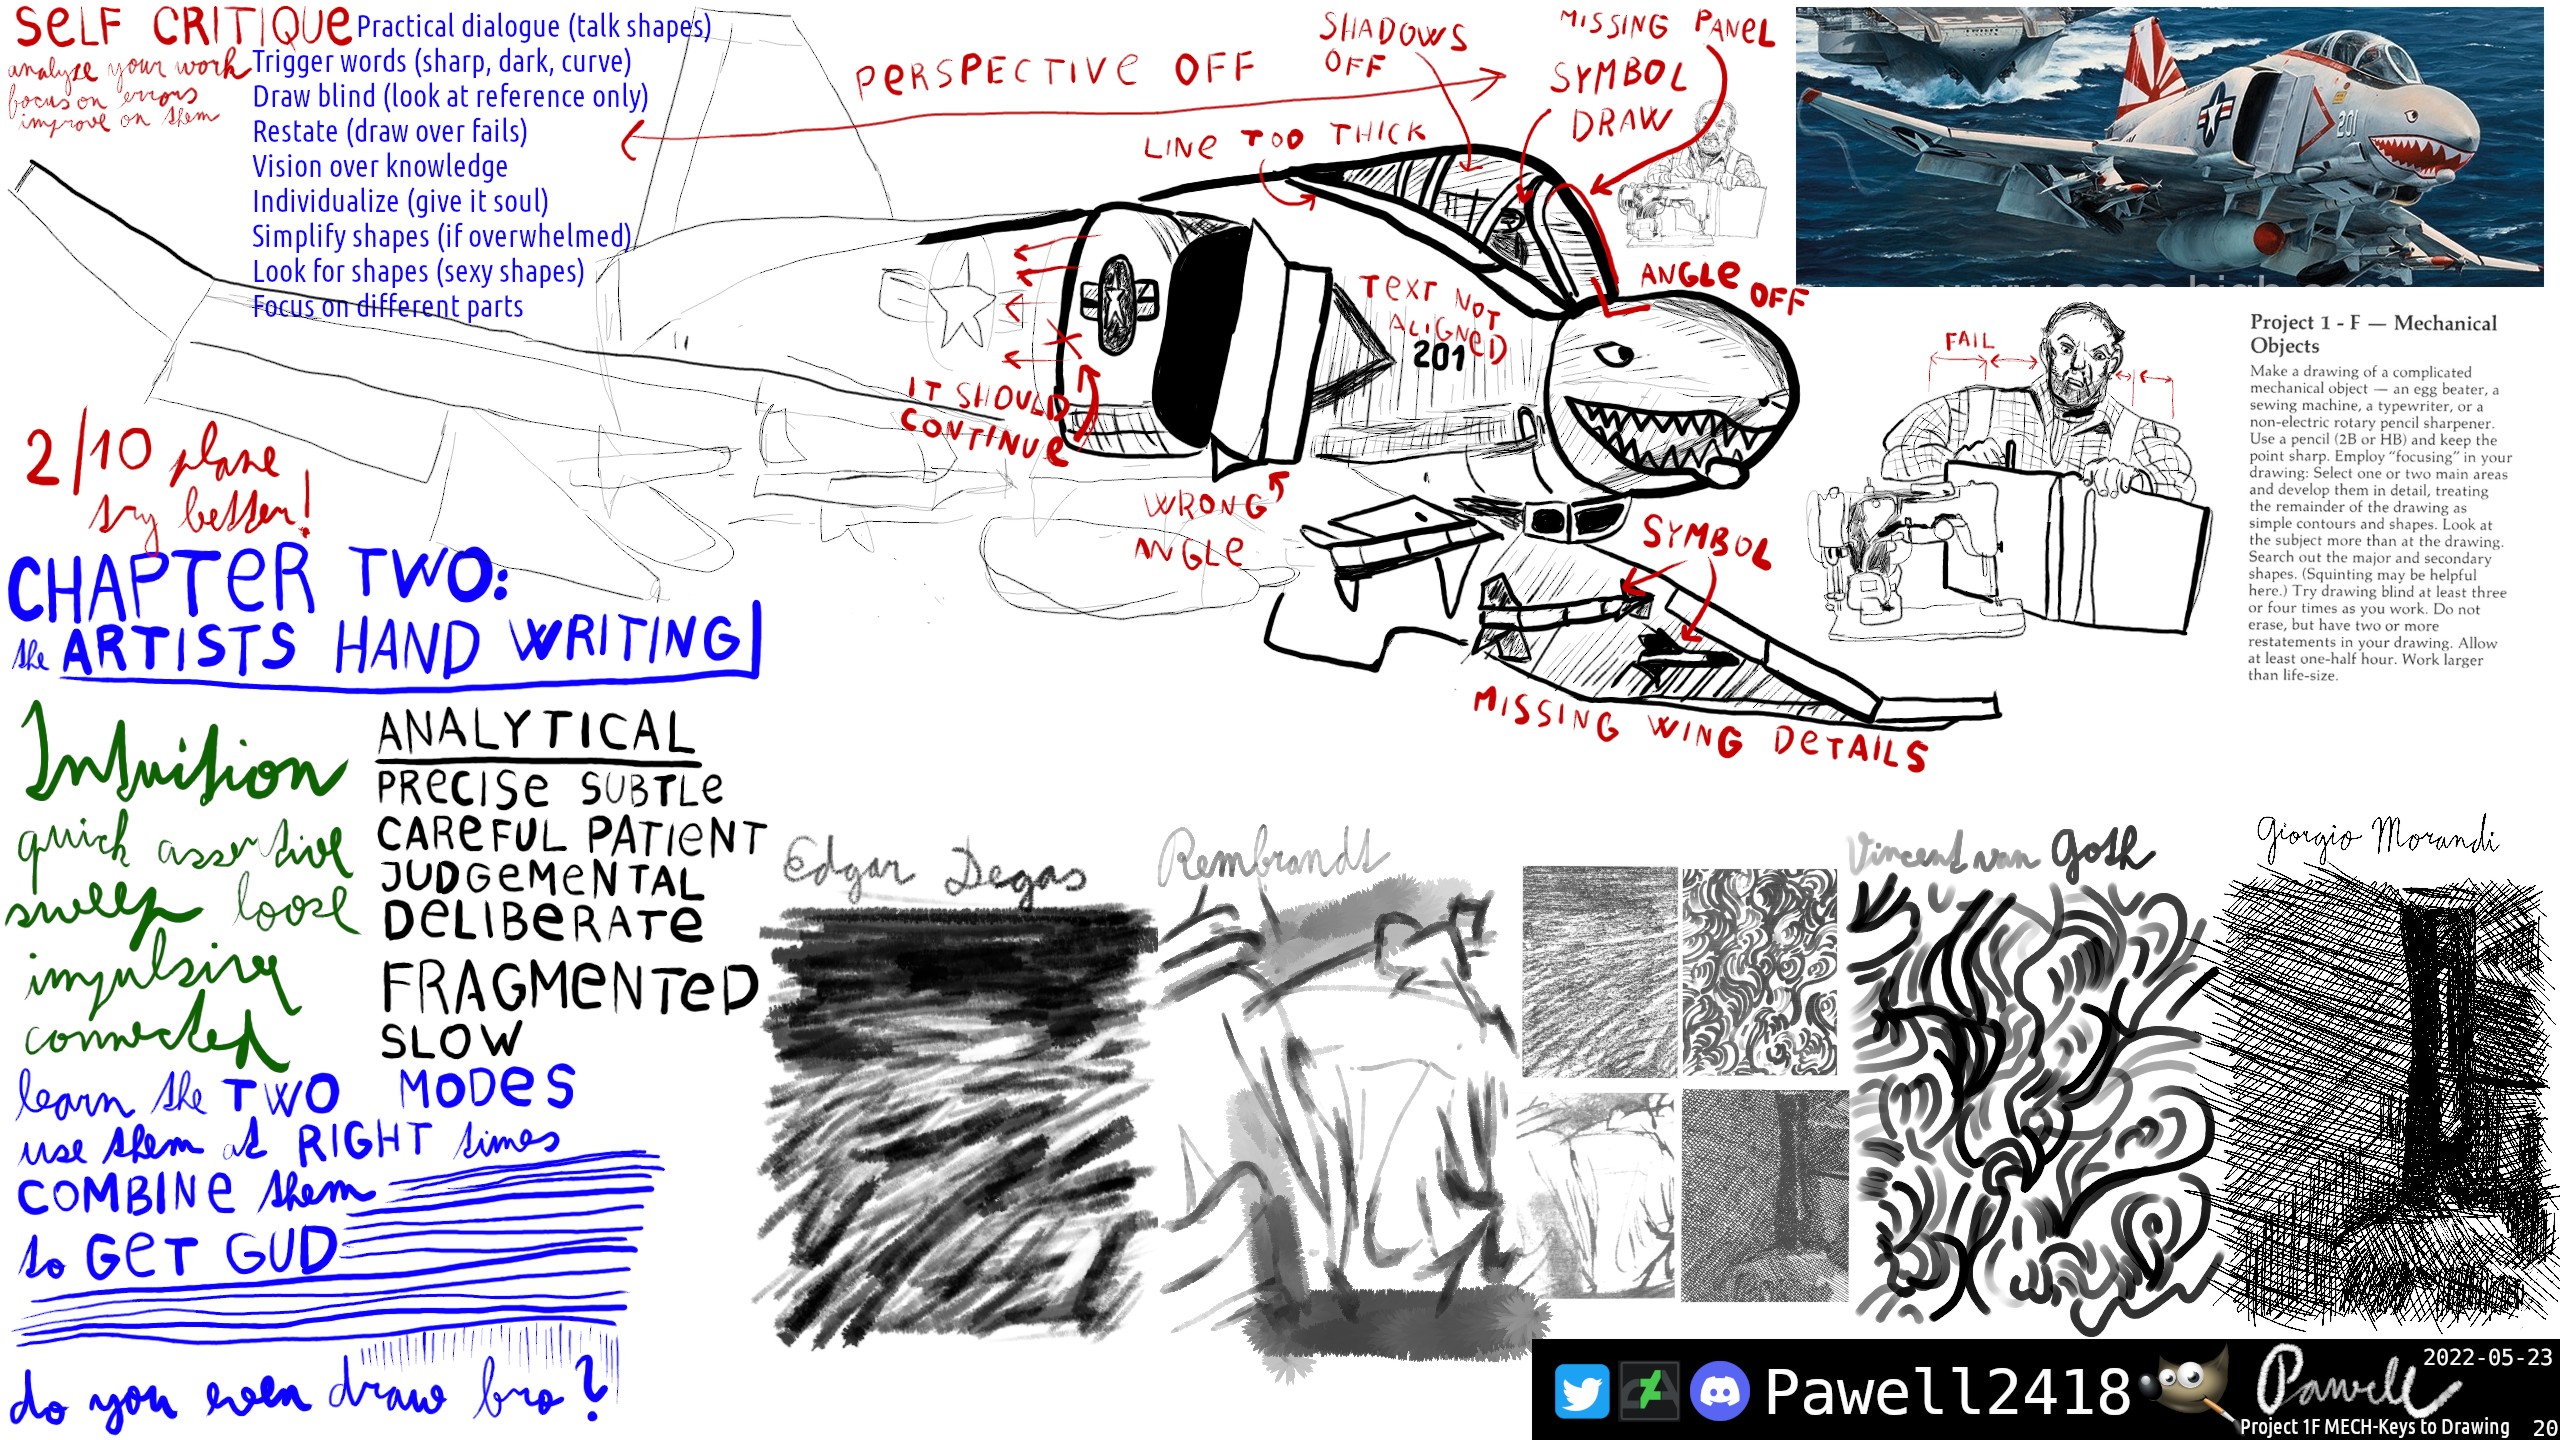 SELF CRITIQUE
analyze your work
focus on errors
improve on them
Practical dialogue (talk shapes)
Trigger words (sharp, dark, curve)
Draw blind (look at reference only)
Restate (draw over fails)
Vision over knowledge
Individualize (give it soul)
Simplify shapes (if overwhelmed)
Look for shapes (sexy shapes)
Focus on different parts
PERSPECTIVE OFF
SHADOWS
OFF
MISSING PANEL
SYMBOL
DRAW
LINE TOO THICK
ANGLE OFF
TEXT NOT
ALIGNED
201
IT SHOULD
CONTINUE
WRONG
ANGLE
SYMBOL
MISSING WING DETAILS
2/10 plane
try better!
201
www.aces-high.com
FAIL
Project 1 - F — Mechanical
Objects
Make a drawing of a complicated
mechanical object — an egg beater, a
sewing machine, a typewriter, or a
non-electric rotary pencil sharpener.
Use a pencil (2B or HB) and keep the
point sharp. Employ “focusing” in your
drawing: Select one or two main areas
and develop them in detail, treating
the remainder of the drawing as
simple contours and shapes. Look at
the subject more than at the drawing.
Search out the major and secondary
shapes. (Squinting may be helpful
here.) Try drawing blind at least three
or four times as you work. Do not
erase, but have two or more
restatements in your drawing. Allow
at least one-half hour. Work larger
than life-size.
CHAPTER TWO:
the ARTISTS HAND WRITING
Intuition
quick assertive
sweep loose
impulsive
connected
ANALYTICAL
PRECISE SUBTLE
CAREFUL PATIENT
JUDGEMENTAL
DELIBERATE
FRAGMENTED
SLOW
learn the TWO MODES
use them at RIGHT times
COMBINE them
to GET GUD
do you even draw bro?
Edgar Degas
Rembrandt
Vincent van Goth
Giorgio Morandi
Pawell2418
Pawell
2022-05-23
Project 1F MECH-Keys to Drawing
20